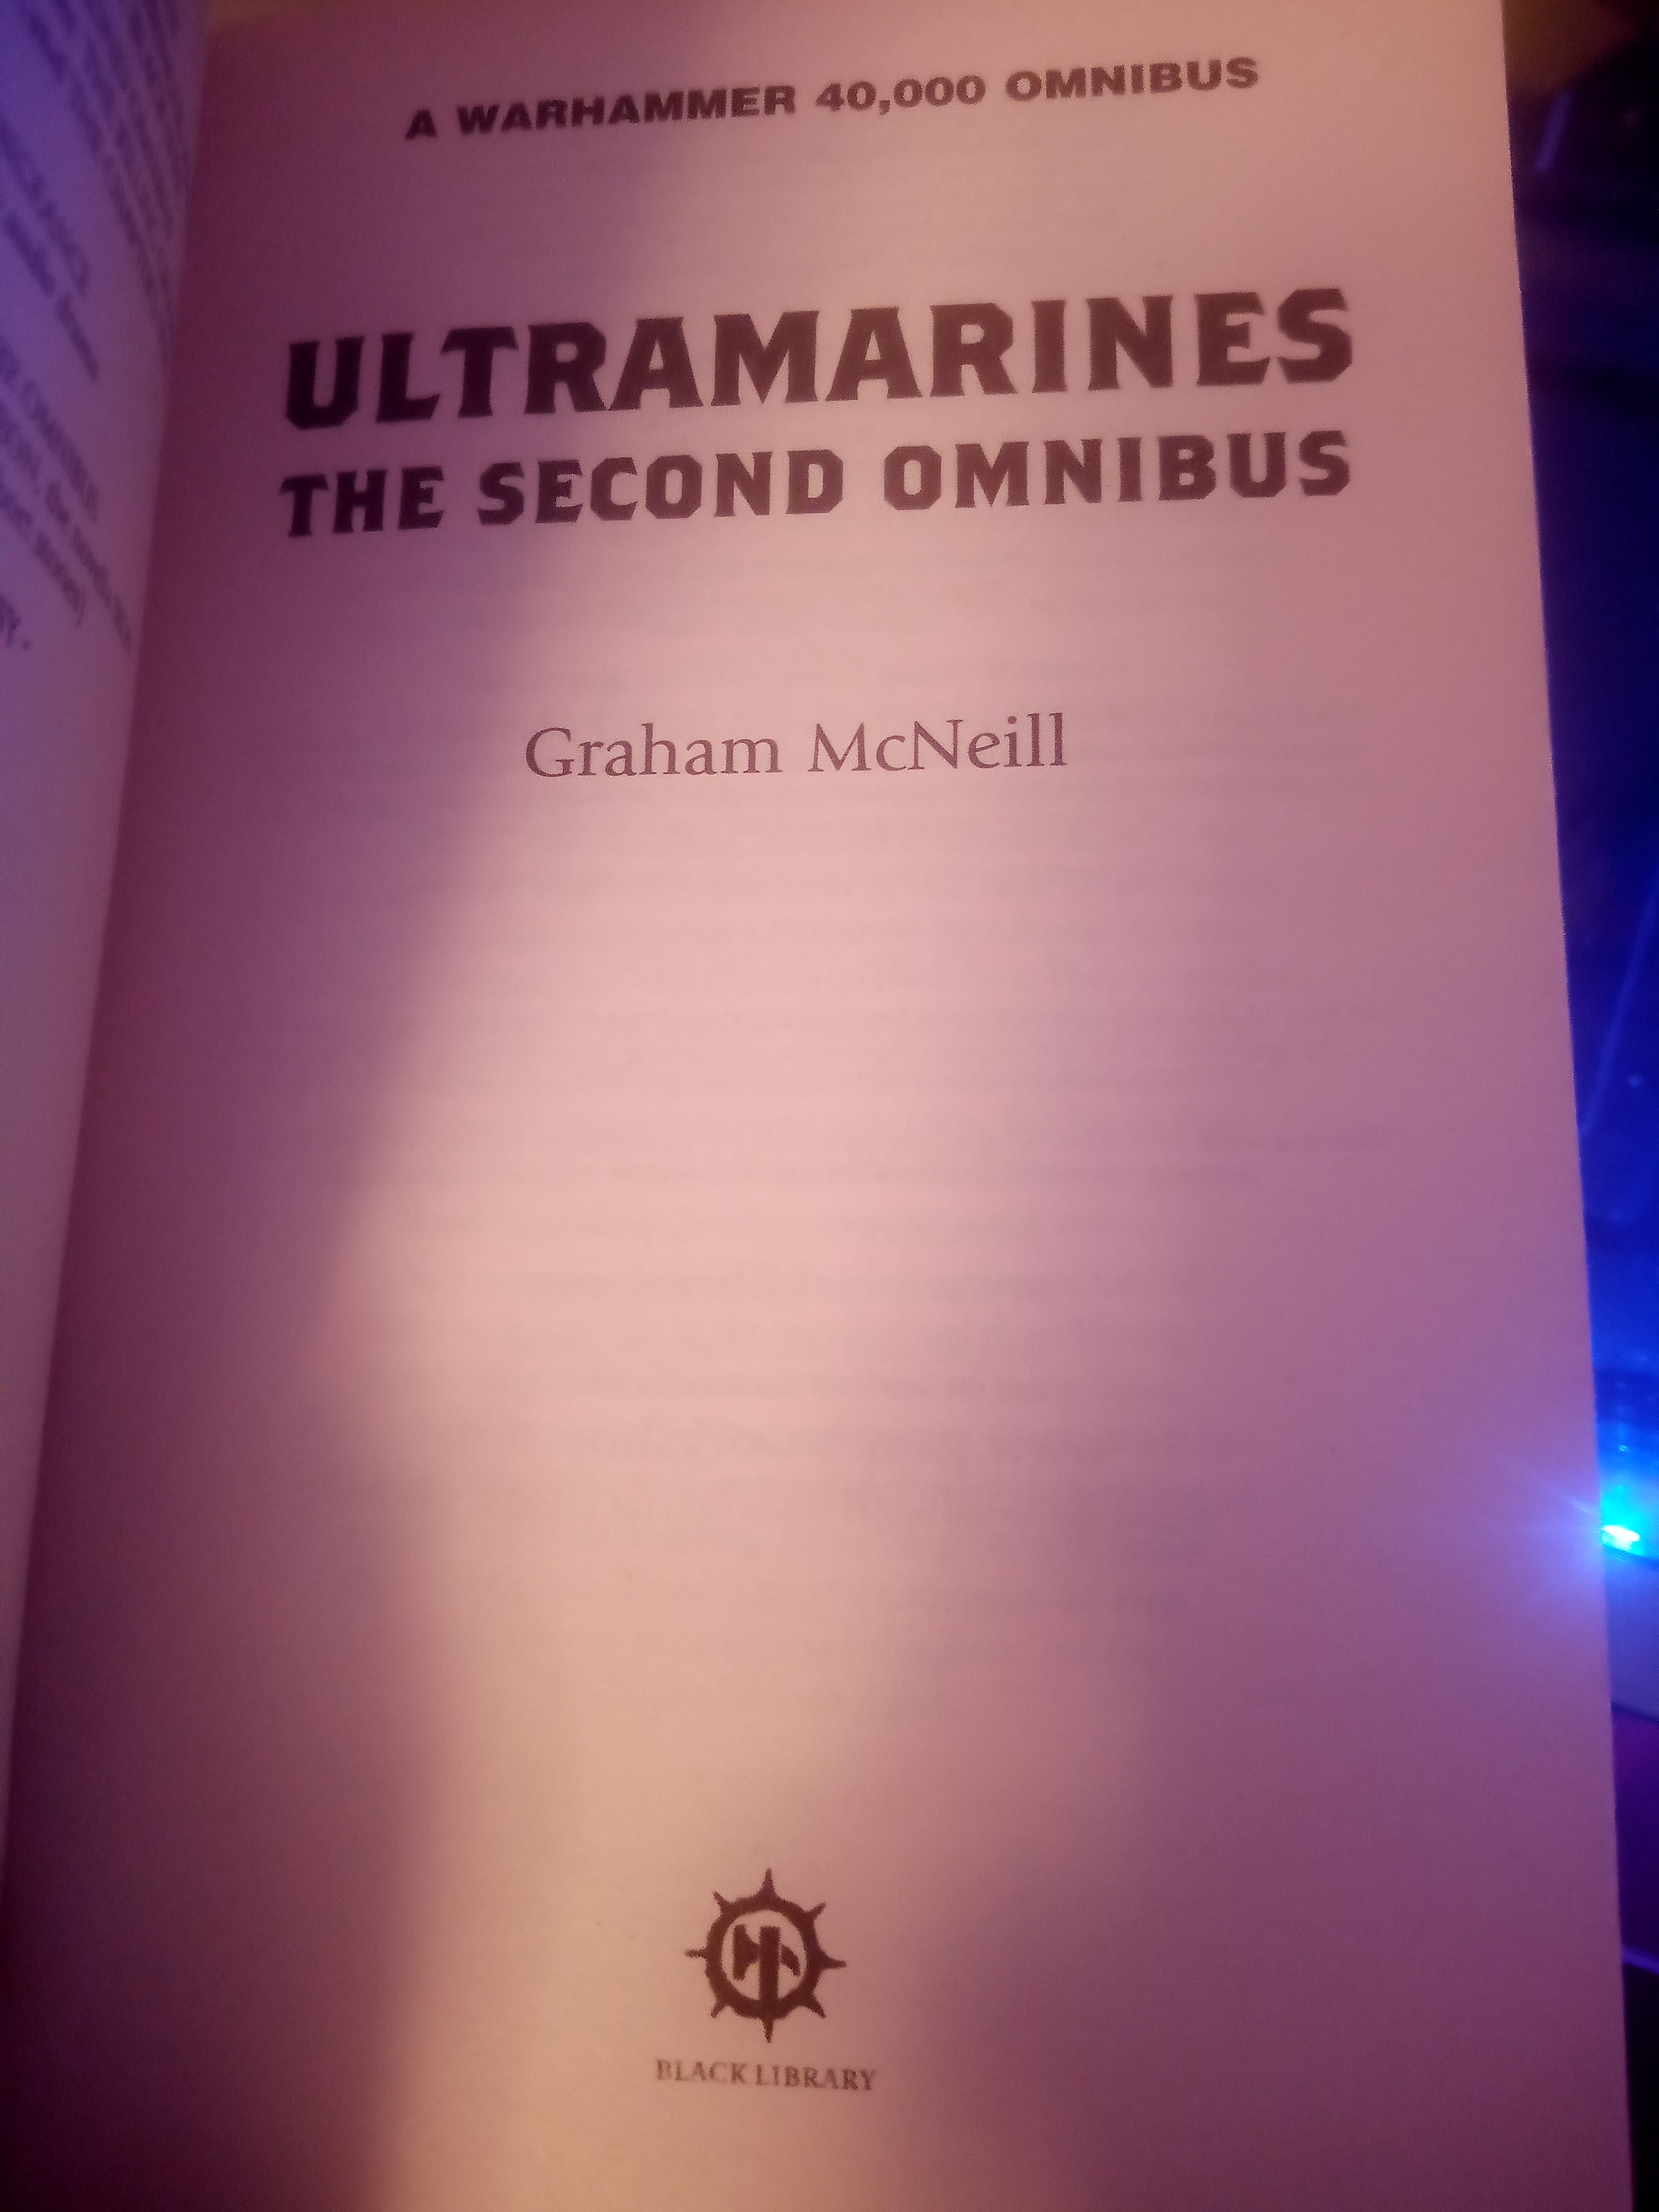 A WARHAMMER 40,000 OMNIBUS
ULTRAMARINES
THE SECOND OMNIBUS
Graham McNeill
BLACK LIBRARY